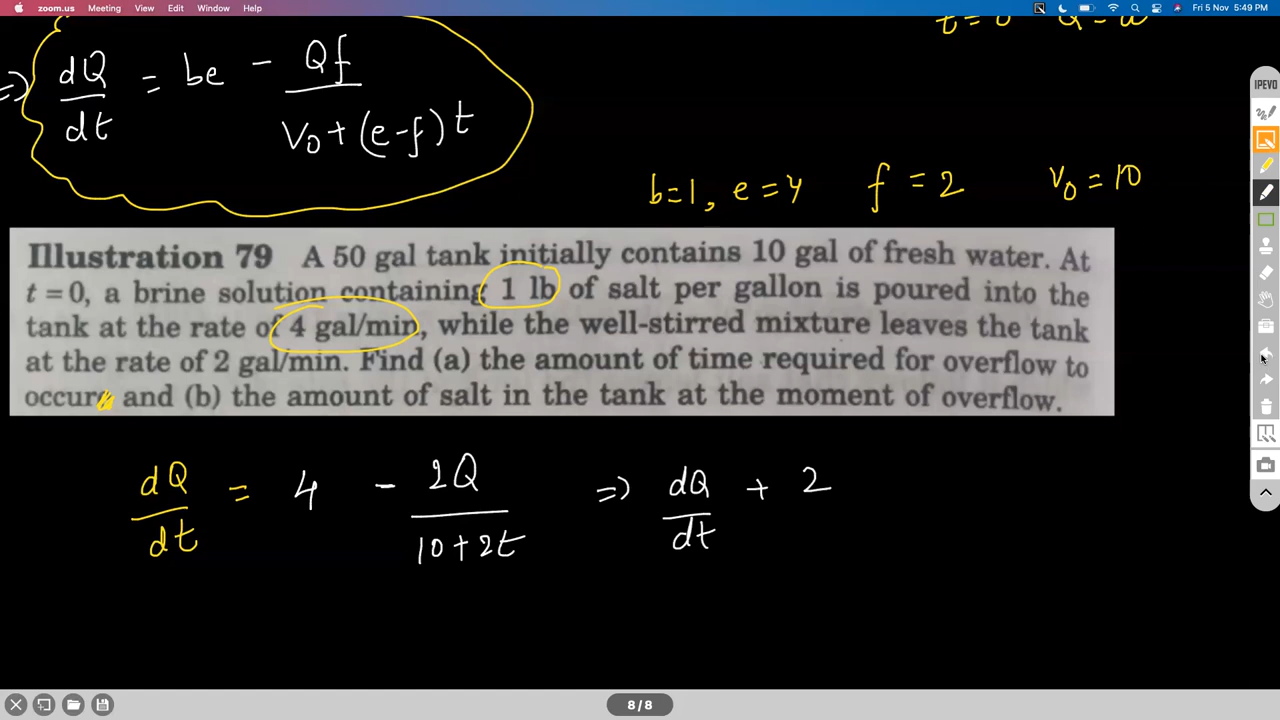 zoom.us Meeting View Edit Window Help Fri 5 Nov 5:49 PM
IPEVO
⇒ dQ/dt = be - Qf/(V0+(e-f)t)
b=1, e=4 f=2 V0=10
Illustration 79 A 50 gal tank initially contains 10 gal of fresh water. At
t = 0, a brine solution containing 1 lb of salt per gallon is poured into the
tank at the rate of 4 gal/min, while the well-stirred mixture leaves the tank
at the rate of 2 gal/min. Find (a) the amount of time required for overflow to
occur, and (b) the amount of salt in the tank at the moment of overflow.
dQ/dt = 4 - 2Q/(10+2t) ⇒ dQ/dt + 2
8/8